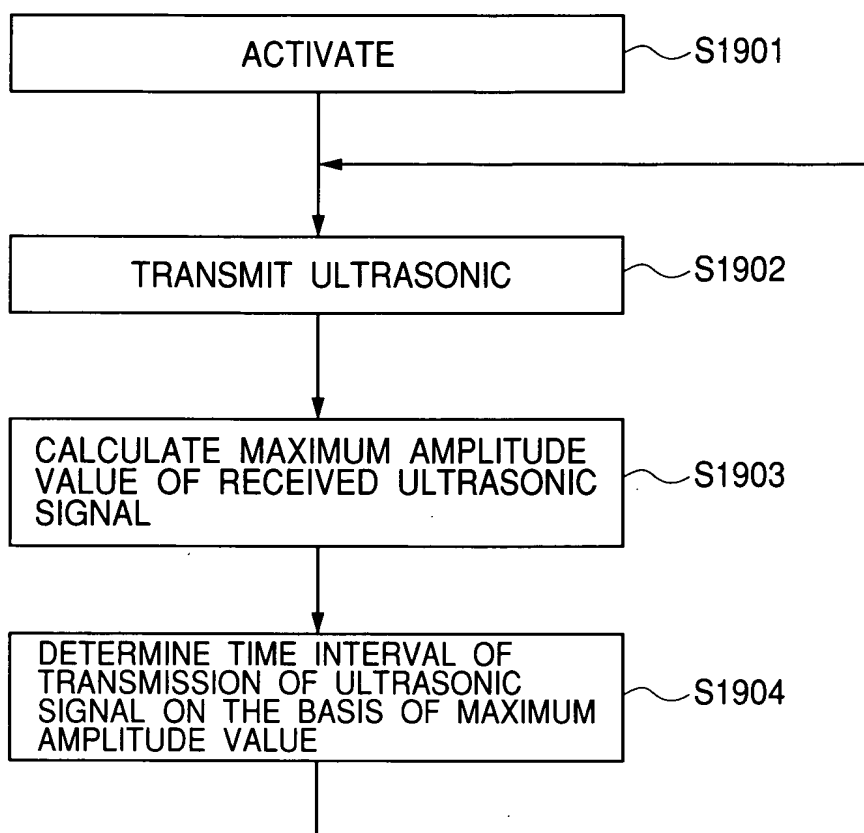 ACTIVATE
S1901
TRANSMIT ULTRASONIC
S1902
CALCULATE MAXIMUM AMPLITUDE
VALUE OF RECEIVED ULTRASONIC
SIGNAL
S1903
DETERMINE TIME INTERVAL OF
TRANSMISSION OF ULTRASONIC
SIGNAL ON THE BASIS OF MAXIMUM
AMPLITUDE VALUE
S1904